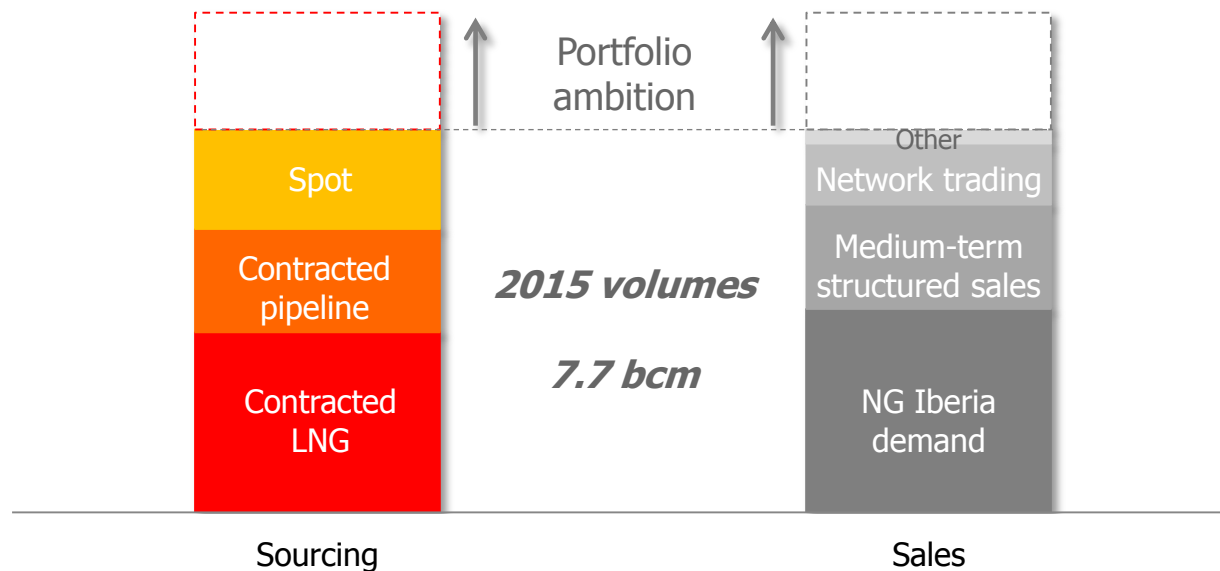 Portfolio
ambition
Spot
Contracted
pipeline
Contracted
LNG
2015 volumes
7.7 bcm
Other
Network trading
Medium-term
structured sales
NG Iberia
demand
Sourcing
Sales